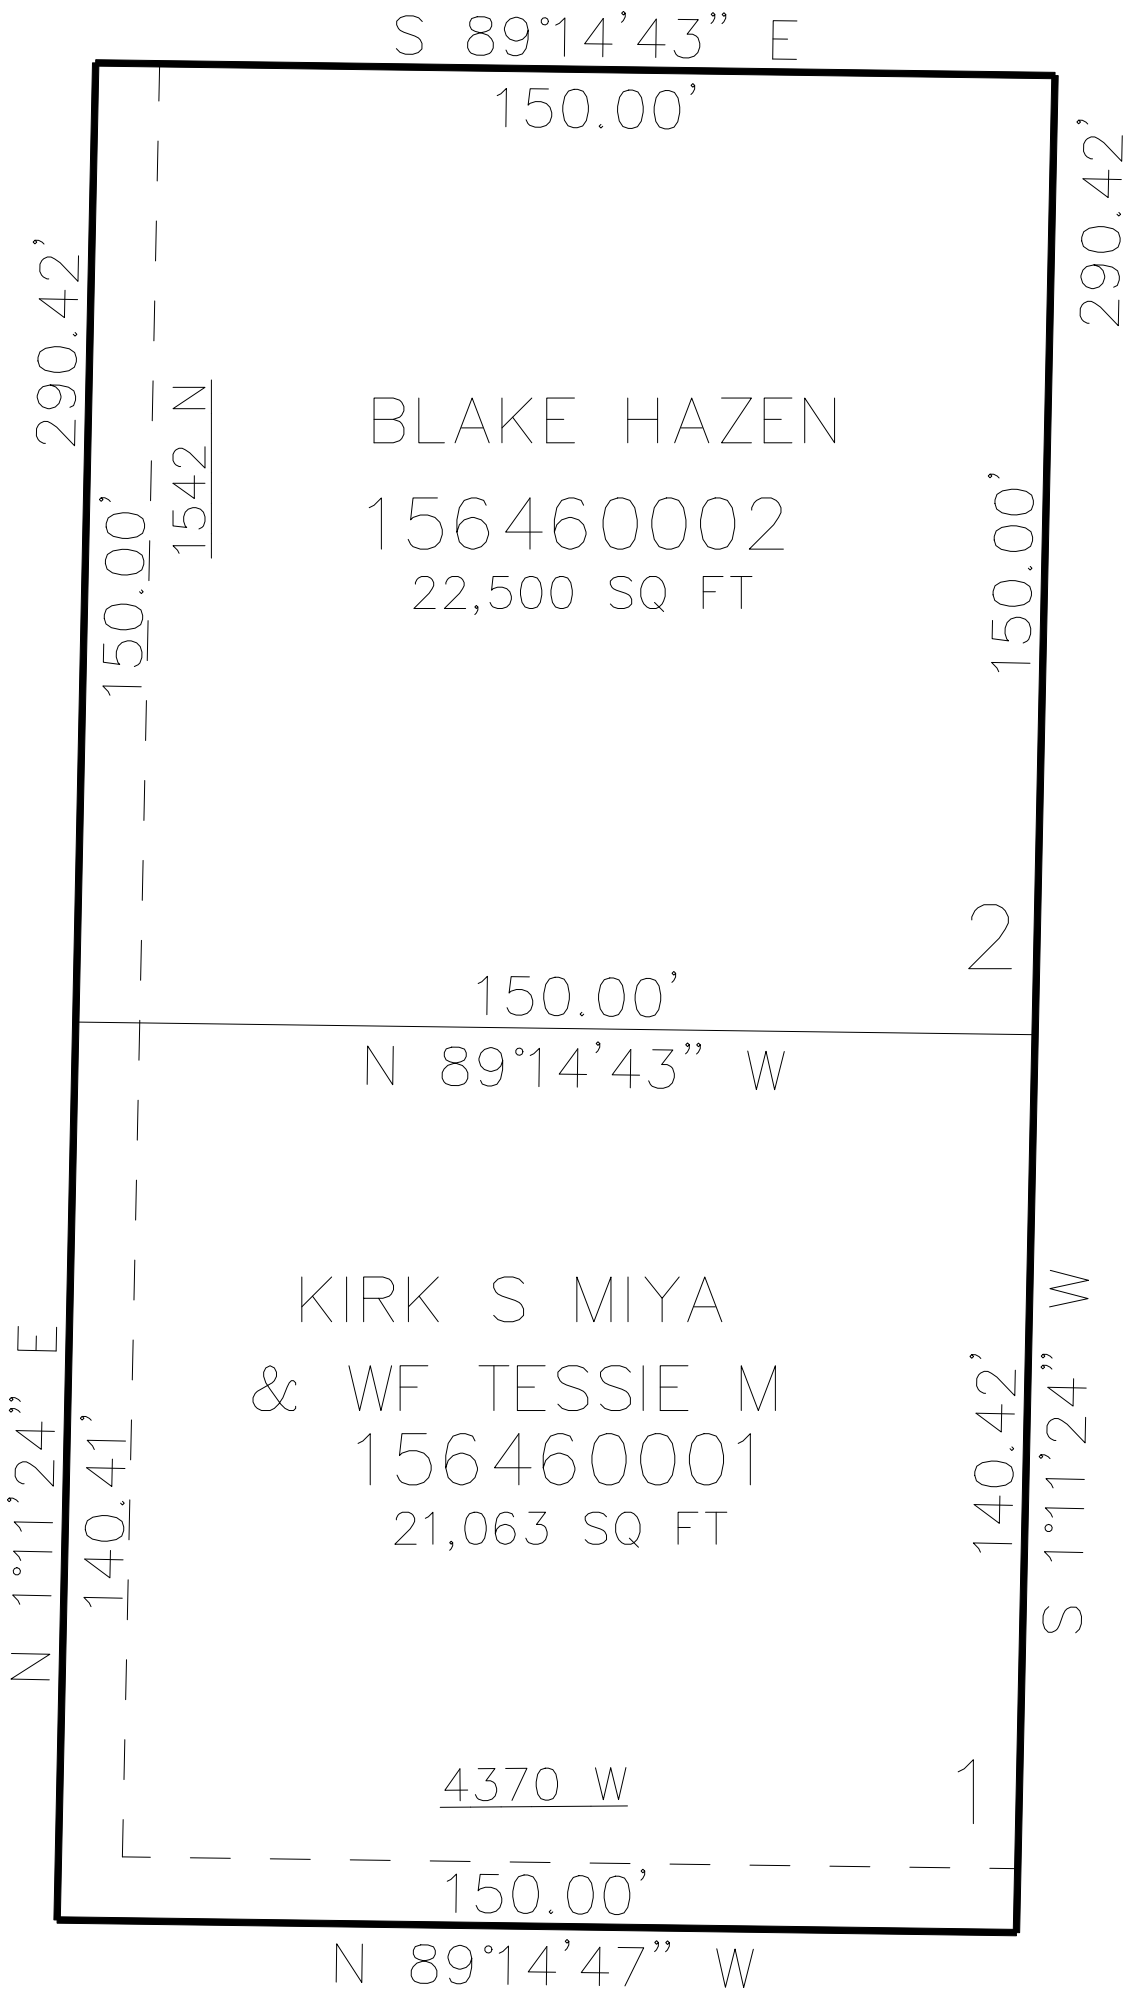 S 89°14'43" E
150.00'
290.42'
290.42'
1542 N
BLAKE HAZEN
156460002
22,500 SQ FT
150.00'
150.00'
2
150.00'
N 89°14'43" W
KIRK S MIYA
& WF TESSIE M
156460001
21,063 SQ FT
N 1°11'24" E
140.41'
140.42'
S 1°11'24" W
4370 W
1
150.00'
N 89°14'47" W